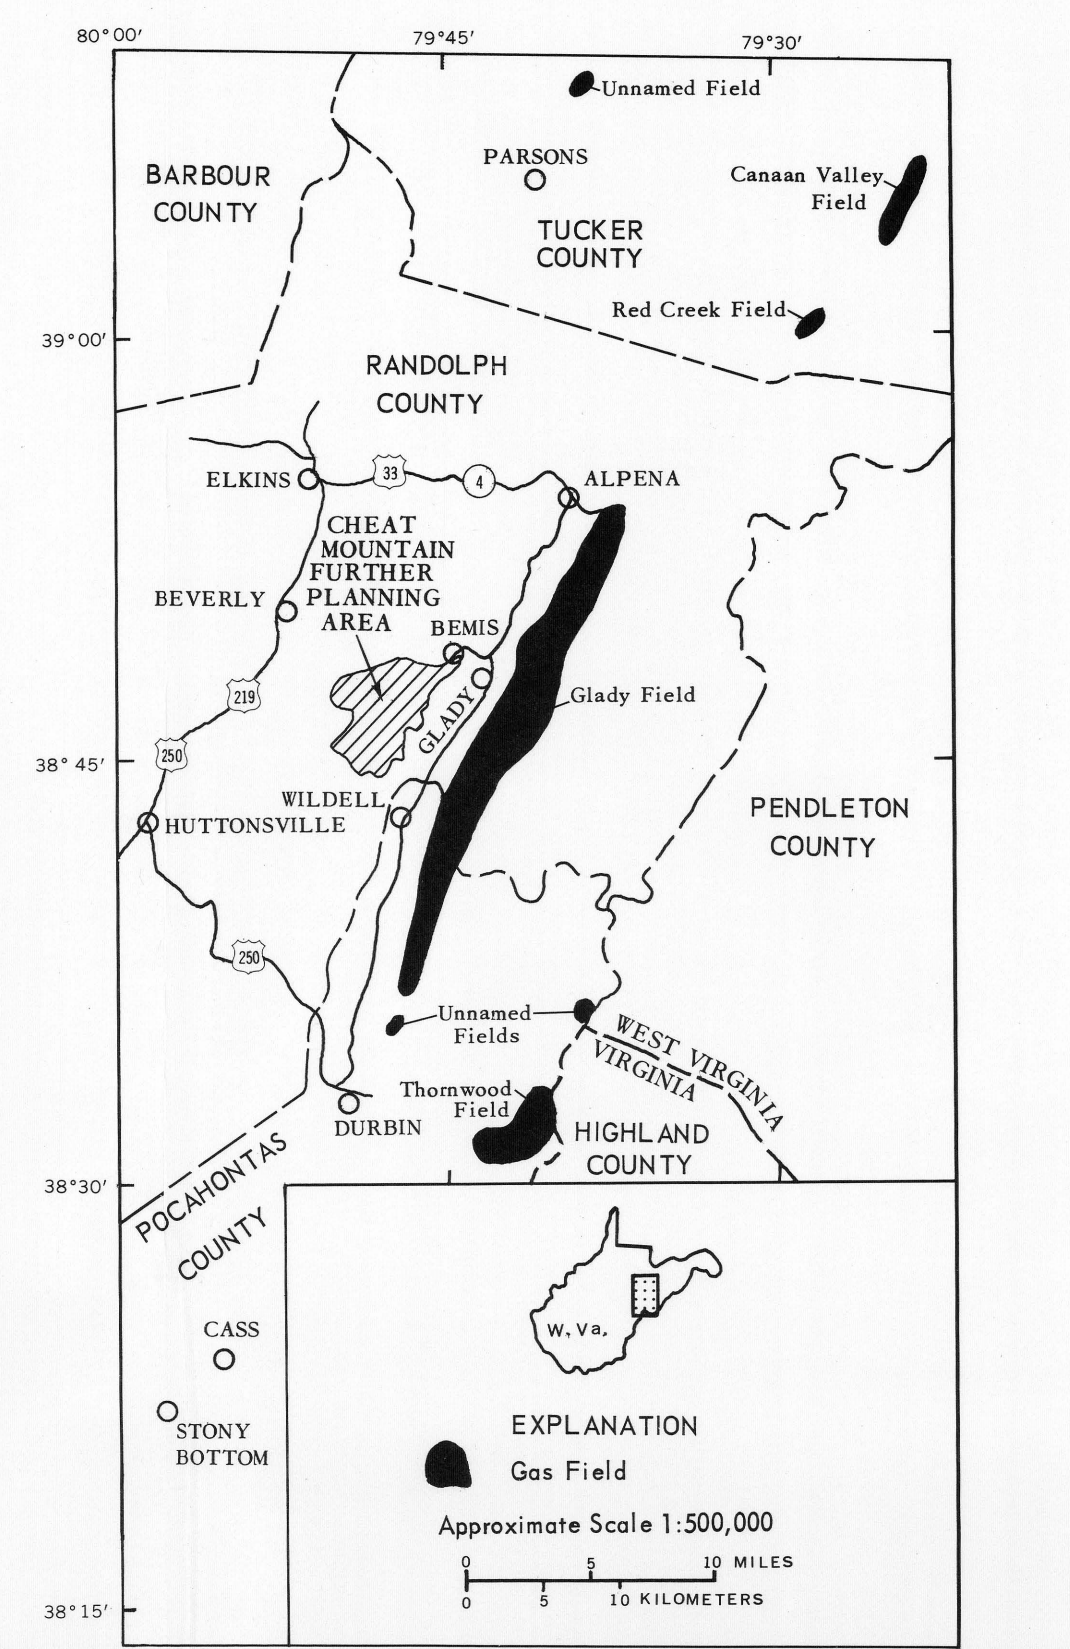 80°00′
79°45′
79°30′
Unnamed Field
PARSONS
BARBOUR
COUNTY
Canaan Valley
Field
TUCKER
COUNTY
Red Creek Field
39°00′
RANDOLPH
COUNTY
ELKINS
33
4
ALPENA
CHEAT
MOUNTAIN
FURTHER
PLANNING
AREA
BEVERLY
BEMIS
219
GLADY
Glady Field
250
38°45′
WILDELL
HUTTONSVILLE
PENDLETON
COUNTY
250
Unnamed
Fields
WEST VIRGINIA
VIRGINIA
Thornwood
Field
DURBIN
HIGHLAND
COUNTY
38°30′
POCAHONTAS
COUNTY
W. Va.
CASS
STONY
BOTTOM
EXPLANATION
Gas Field
Approximate Scale 1:500,000
0 5 10 MILES
0 5 10 KILOMETERS
38°15′